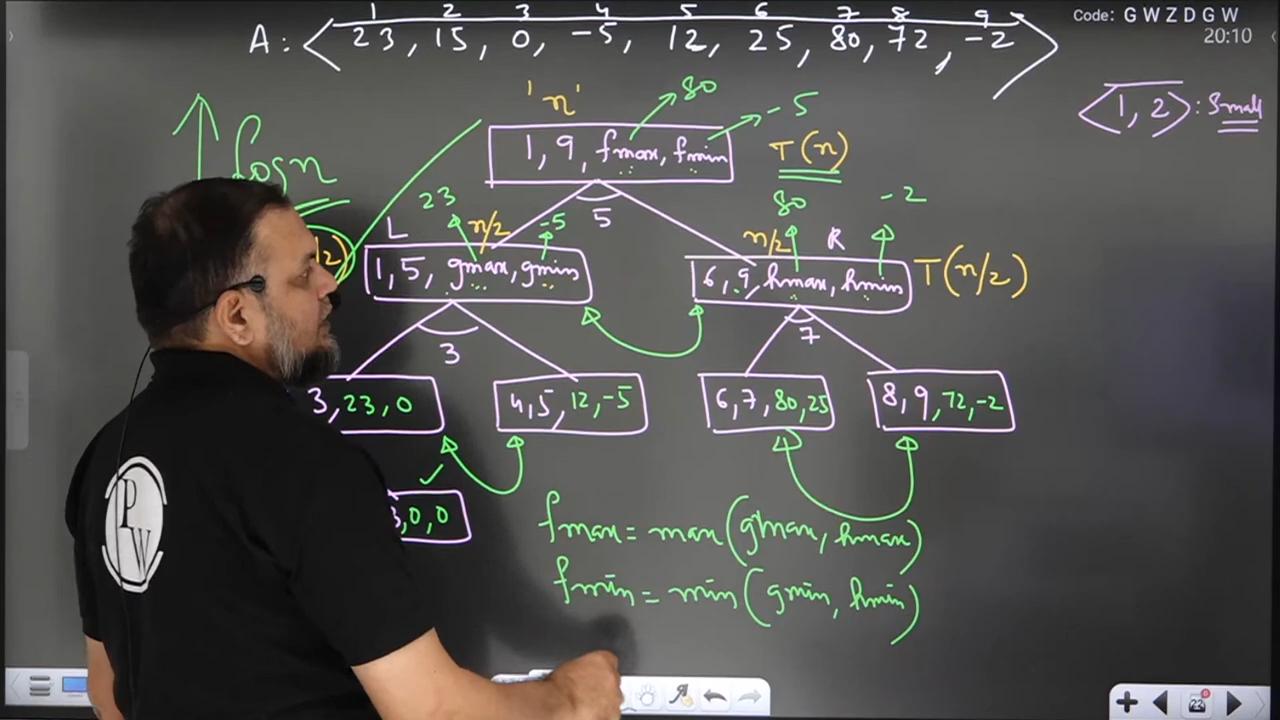 Code: G W Z D G W
20:10
1 2 3 4 5 6 7 8 9
A: < 23, 15, 0, -5, 12, 25, 80, 72, -2 >
<1, 2> : Small
'n' 80 -5
1, 9, fmax, fmin T(n)
logn
5
23 n/2 -5 n/2 80 -2
L R
1, 5, gmax, gmin 6, 9, hmax, hmin T(n/2)
3 7
3, 23, 0 4, 5, 12, -5 6, 7, 80, 25 8, 9, 72, -2
✓
3, 0, 0
fmax = max(gmax, hmax)
fmin = min(gmin, hmin)
P
W
22